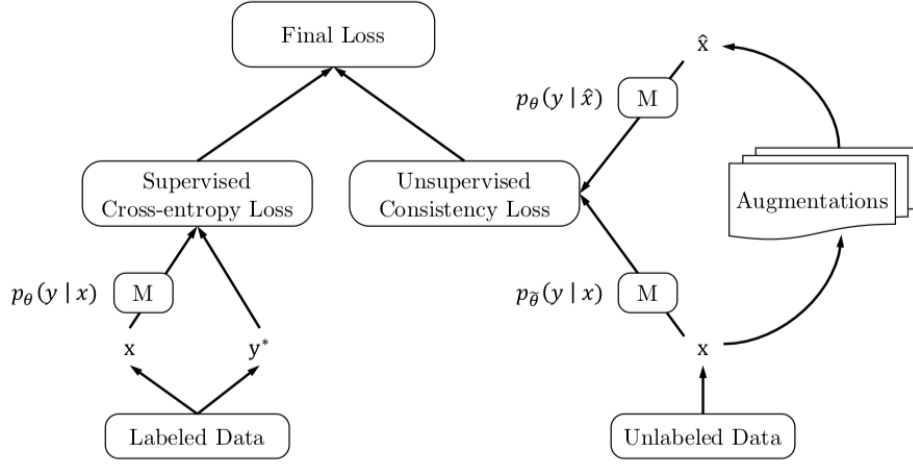 Final Loss
x̂
p_θ(y | x̂)
M
Supervised
Cross-entropy Loss
Unsupervised
Consistency Loss
Augmentations
p_θ(y | x)
M
p_θ̃(y | x)
M
x
y*
x
Labeled Data
Unlabeled Data